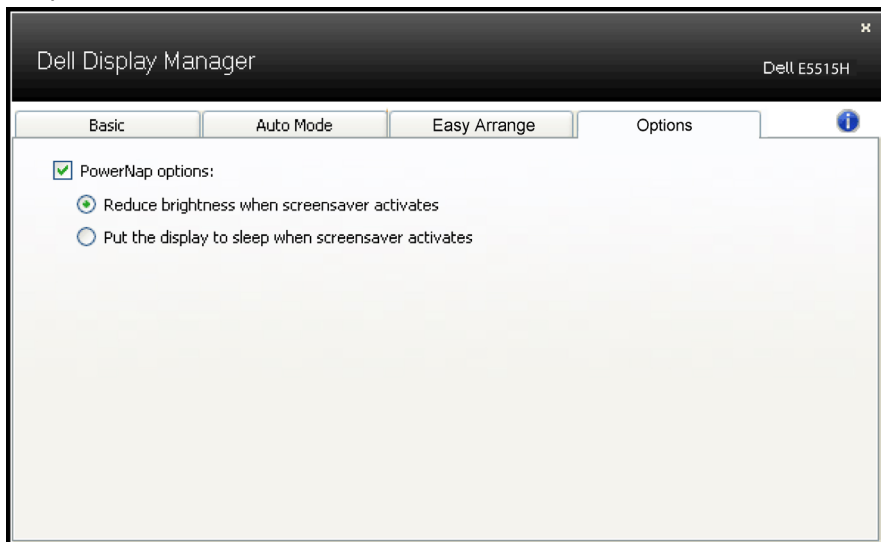 x
Dell Display Manager
Dell E5515H
Basic
Auto Mode
Easy Arrange
Options
i
PowerNap options:
Reduce brightness when screensaver activates
Put the display to sleep when screensaver activates